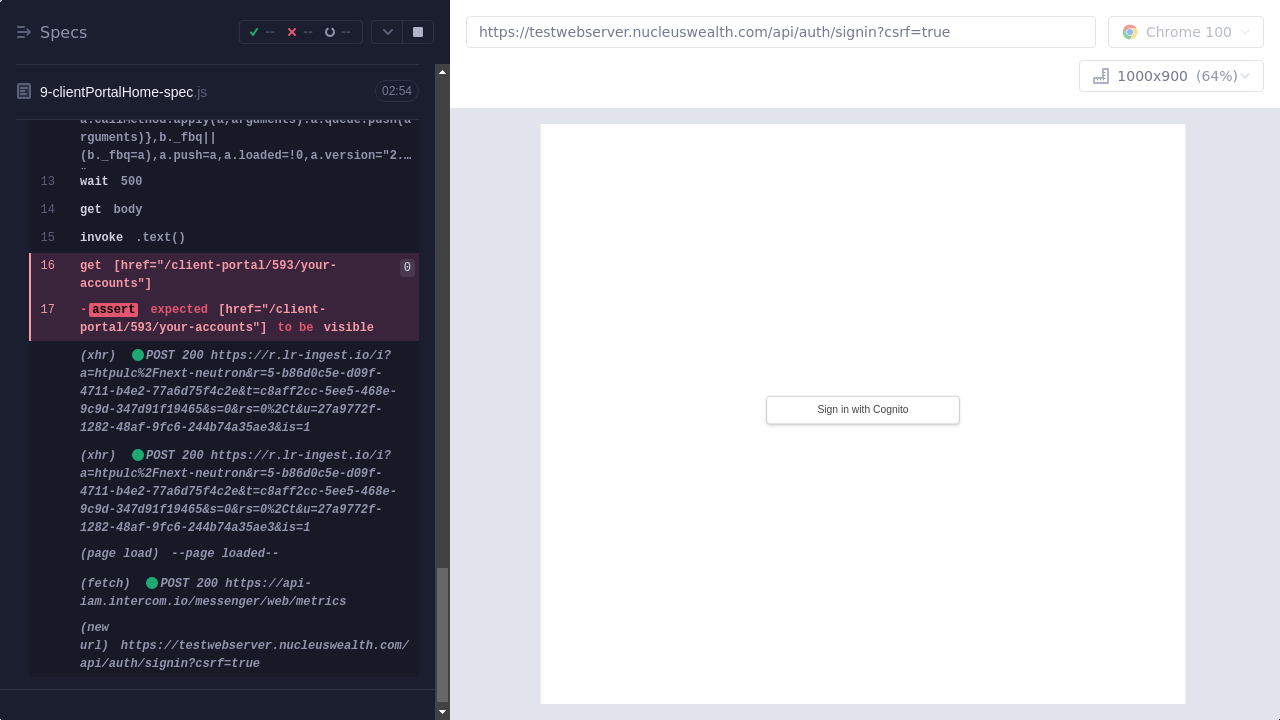 Specs
--
--
--
https://testwebserver.nucleuswealth.com/api/auth/signin?csrf=true
Chrome 100
1000x900 (64%)
9-clientPortalHome-spec.js
02:54
a.callMethod.apply(a,arguments):a.queue.push(a
rguments)},b._fbq||
(b._fbq=a),a.push=a,a.loaded=!0,a.version="2.…
"
13 wait 500
14 get body
15 invoke .text()
16 get [href="/client-portal/593/your-
accounts"]
0
17 -assert expected [href="/client-
portal/593/your-accounts"] to be visible
(xhr) POST 200 https://r.lr-ingest.io/i?
a=htpulc%2Fnext-neutron&r=5-b86d0c5e-d09f-
4711-b4e2-77a6d75f4c2e&t=c8aff2cc-5ee5-468e-
9c9d-347d91f19465&s=0&rs=0%2Ct&u=27a9772f-
1282-48af-9fc6-244b74a35ae3&is=1
(xhr) POST 200 https://r.lr-ingest.io/i?
a=htpulc%2Fnext-neutron&r=5-b86d0c5e-d09f-
4711-b4e2-77a6d75f4c2e&t=c8aff2cc-5ee5-468e-
9c9d-347d91f19465&s=0&rs=0%2Ct&u=27a9772f-
1282-48af-9fc6-244b74a35ae3&is=1
(page load) --page loaded--
(fetch) POST 200 https://api-
iam.intercom.io/messenger/web/metrics
(new
url) https://testwebserver.nucleuswealth.com/
api/auth/signin?csrf=true
Sign in with Cognito